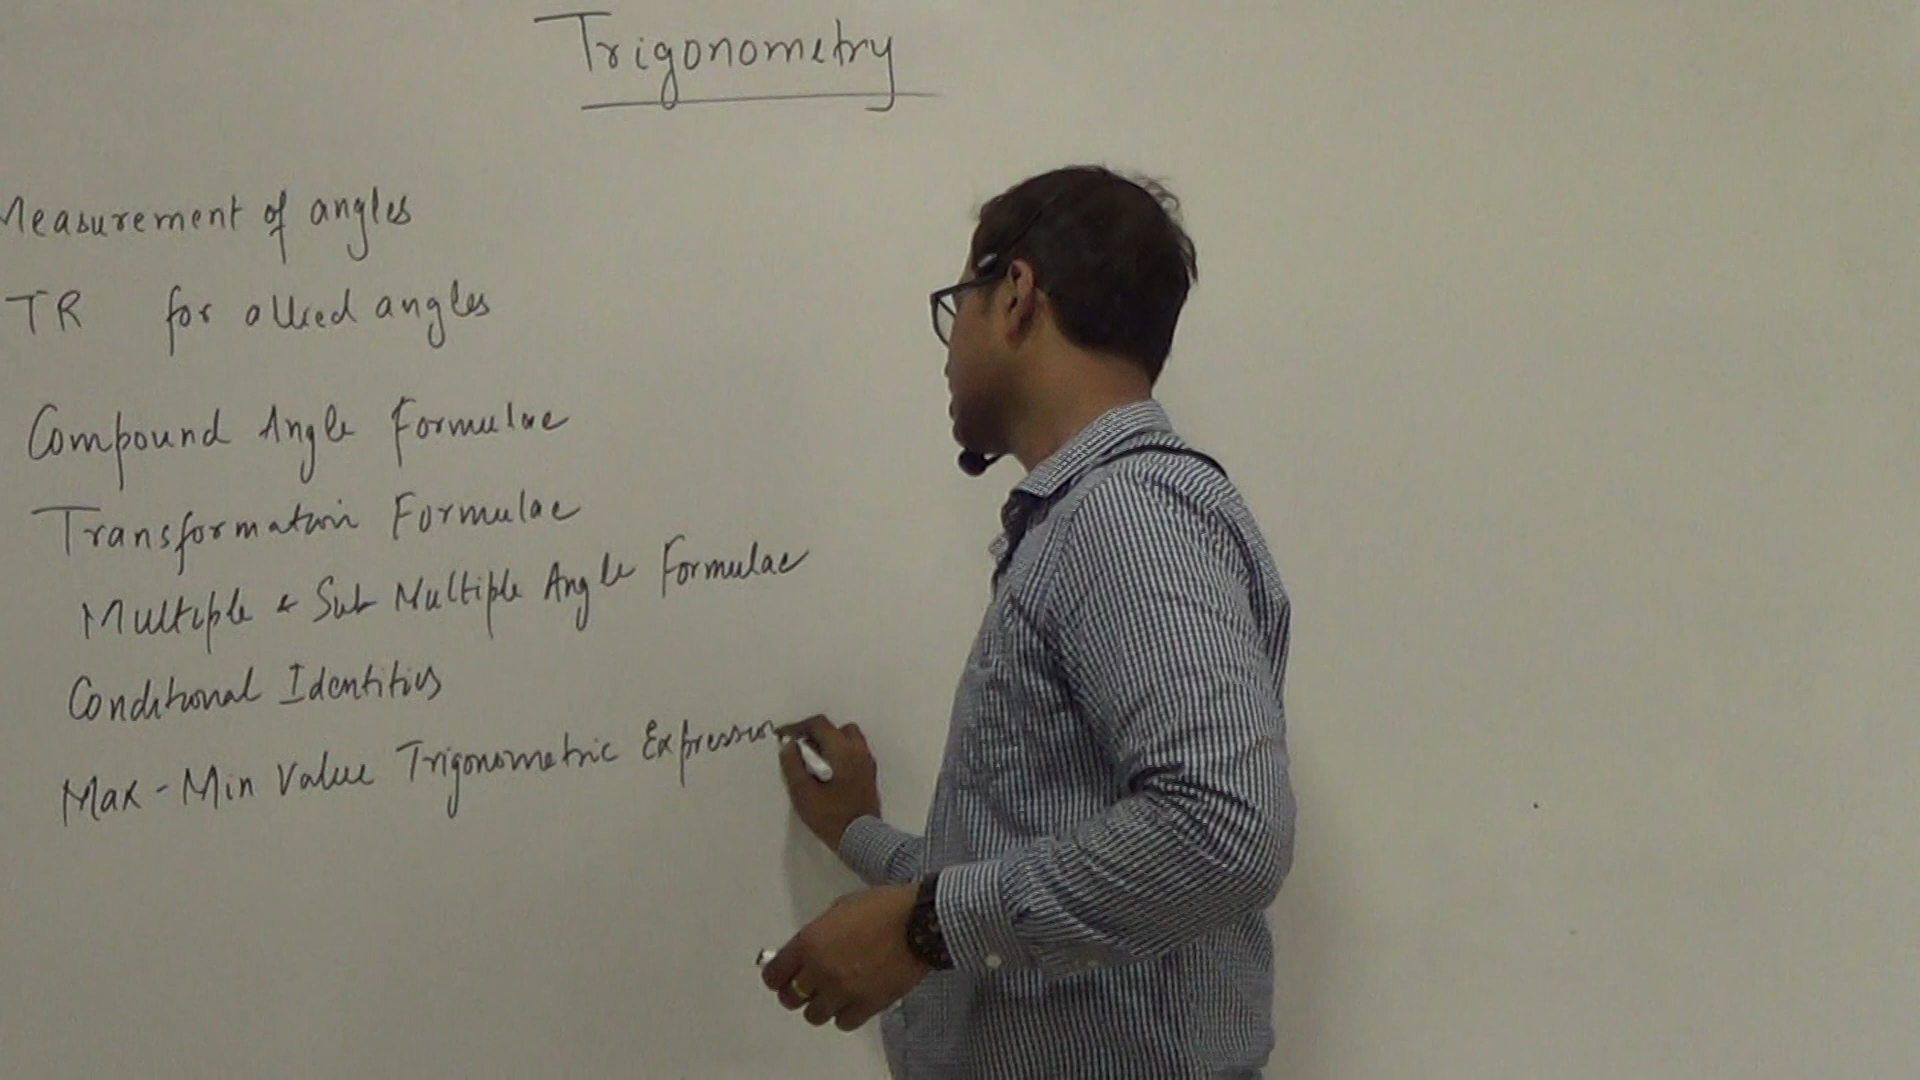 Trigonometry
Measurement of angles
TR for allied angles
Compound Angle Formulae
Transformation Formulae
Multiple & Sub Multiple Angle Formulae
Conditional Identities
Max-Min Value Trigonometric Expression